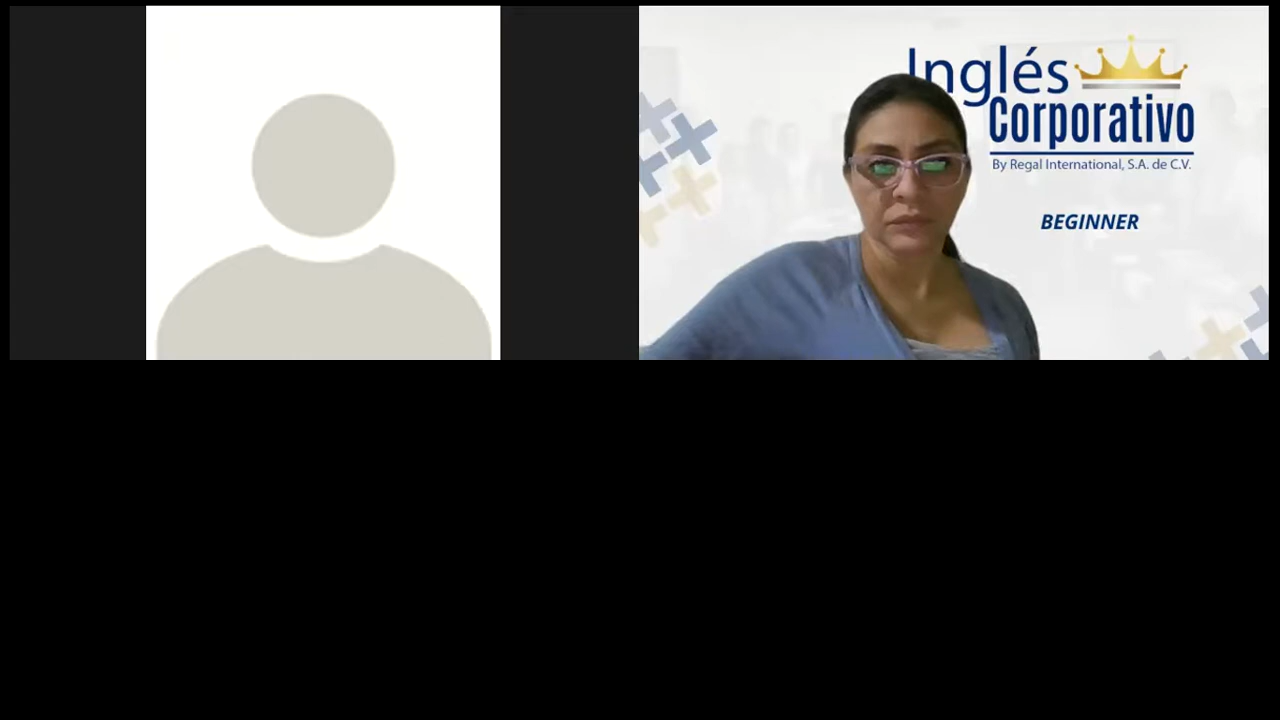 Inglés
Corporativo
By Regal International, S.A. de C.V.
BEGINNER